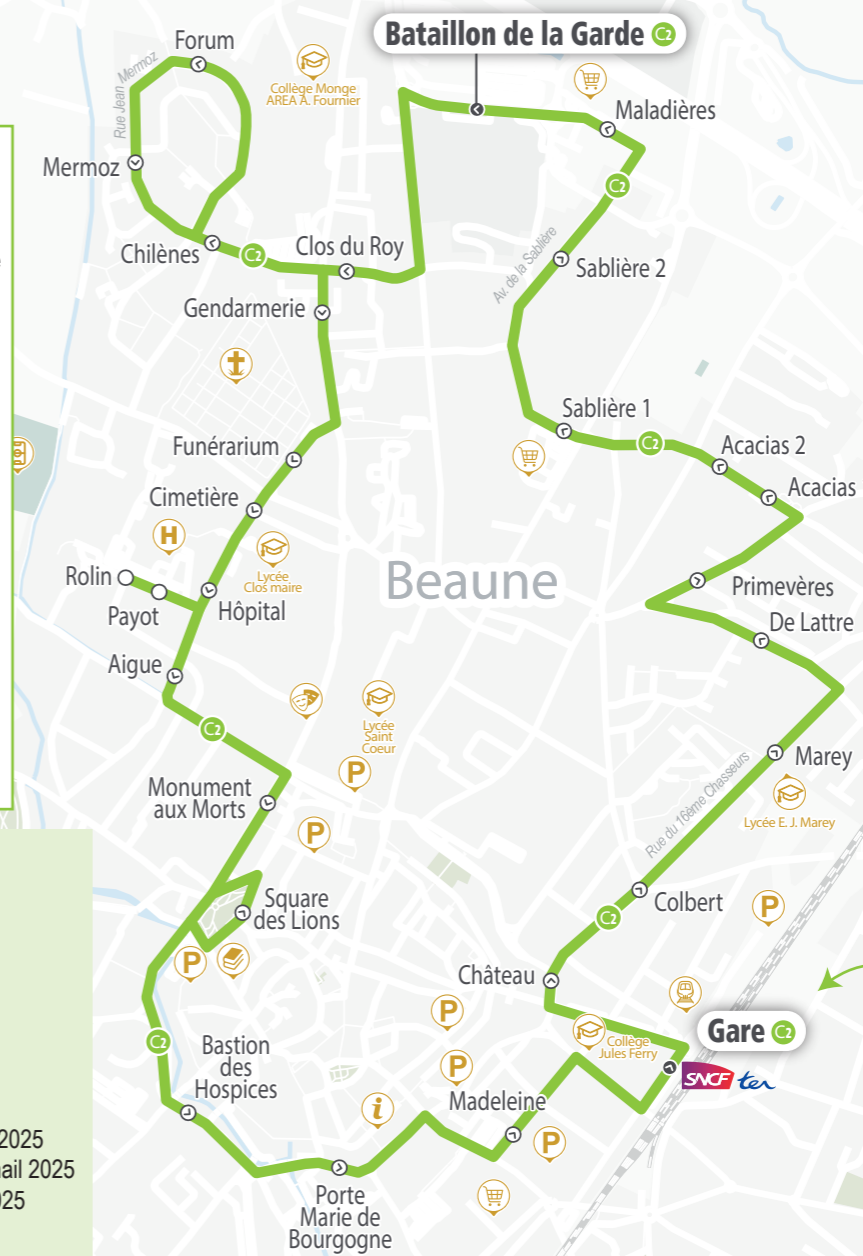 Bataillon de la Garde C2
Forum
Rue Jean Mermoz
Collège Monge
AREA A. Fournier
Maladières
Mermoz
C2
Chilènes
C2
Clos du Roy
Av. de la Sablière
Sablière 2
Gendarmerie
Sablière 1
C2
Acacias 2
Funérarium
Acacias
Cimetière
H
Lycée
Clos maire
Beaune
Rolin
Payot
Hôpital
Primevères
De Lattre
Aigue
C2
Lycée
Saint
Coeur
P
Marey
Monument
aux Morts
Rue du 16ème Chasseurs
Lycée E. J. Marey
P
Square
des Lions
Colbert
P
C2
P
Château
P
Collège
Jules Ferry
Gare C2
SNCF ter
C2
Bastion
des
Hospices
P
i
Madeleine
P
2025
ail 2025
025
Porte
Marie de
Bourgogne